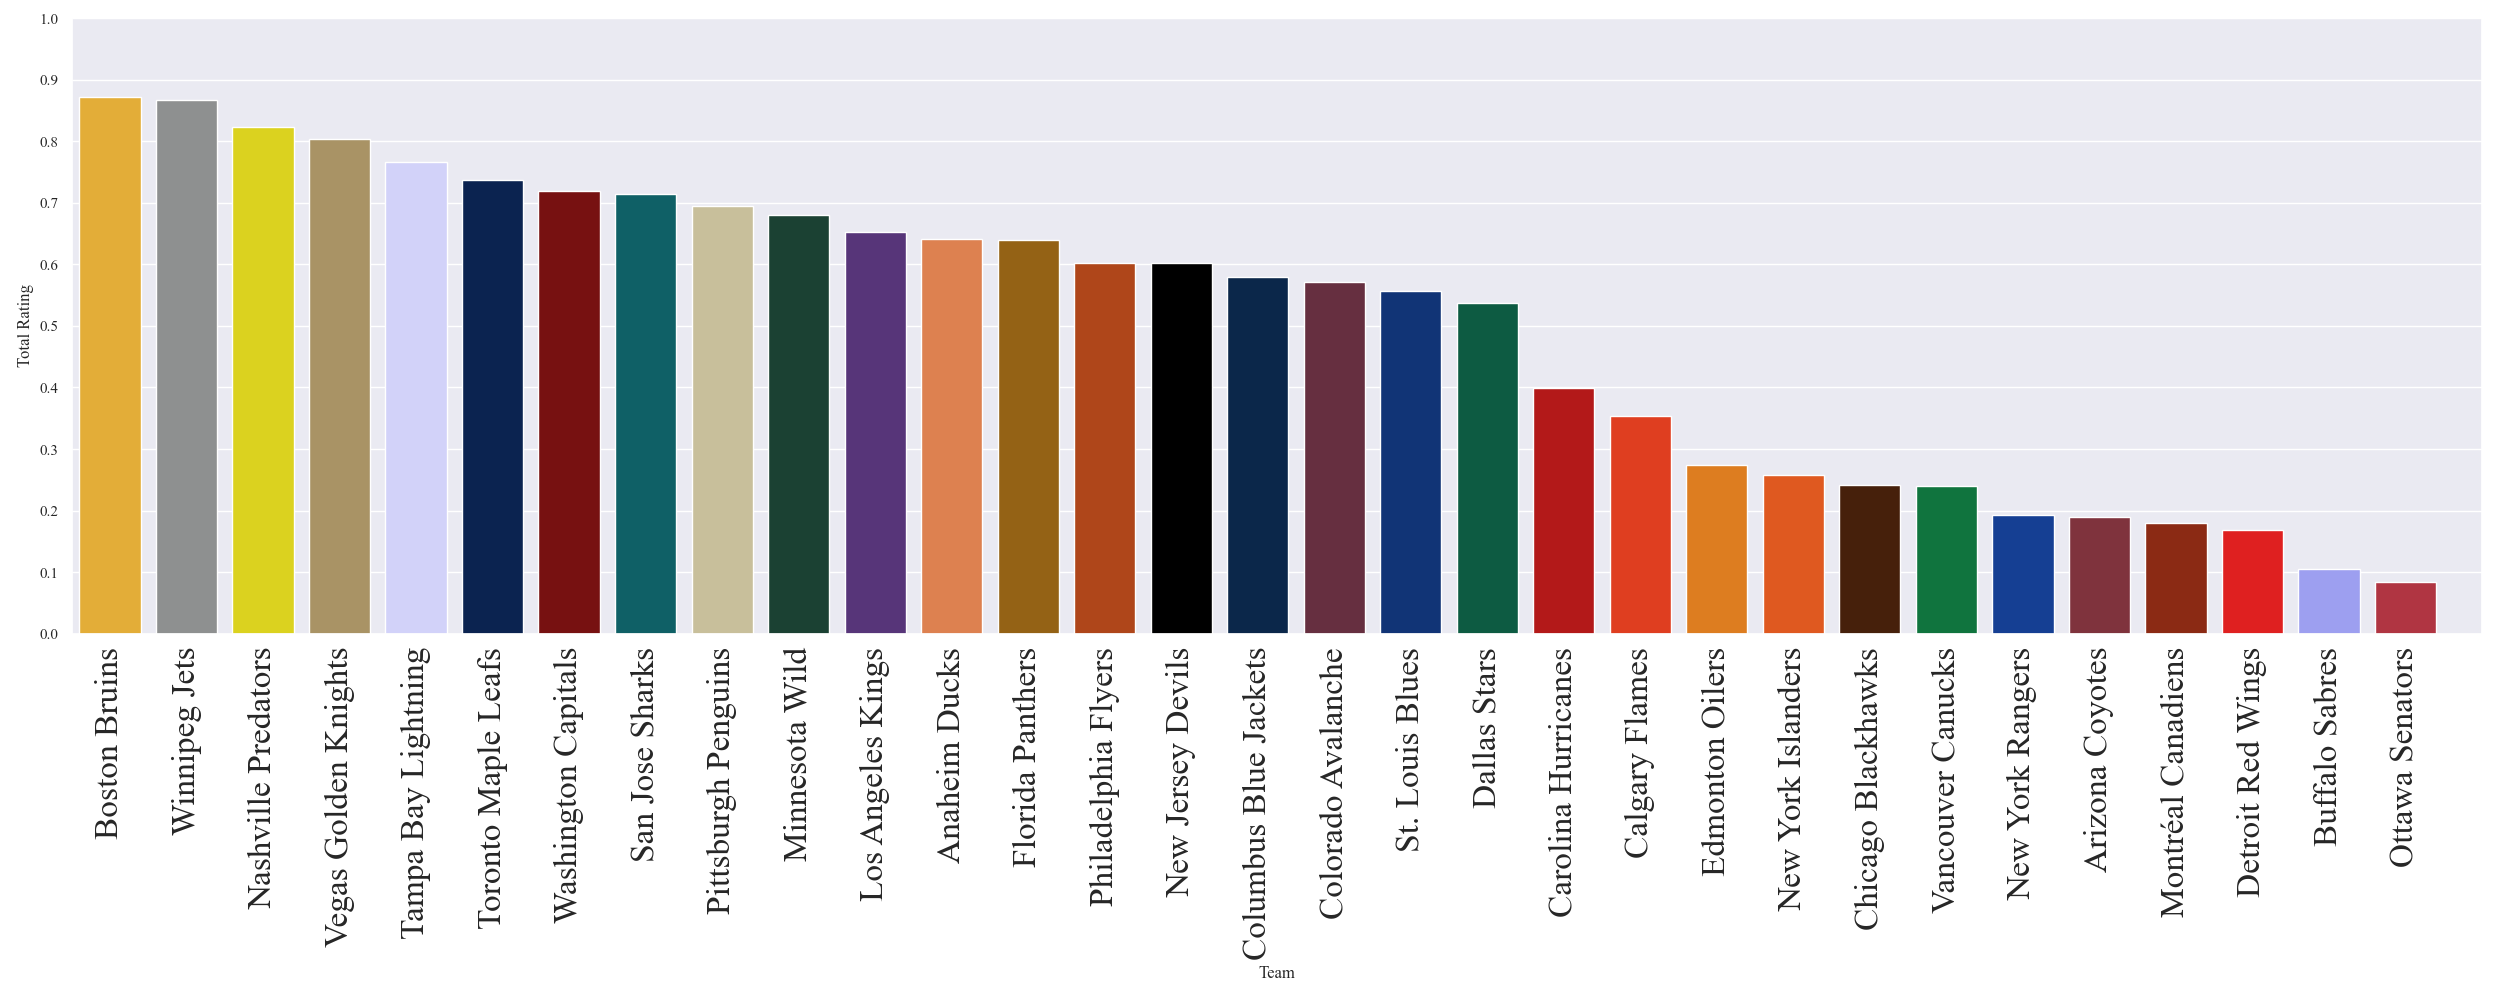 1.0
0.9
0.8
0.7
0.6
0.5
0.4
0.3
0.2
0.1
0.0
Total Rating
Boston Bruins
Winnipeg Jets
Nashville Predators
Vegas Golden Knights
Tampa Bay Lightning
Toronto Maple Leafs
Washington Capitals
San Jose Sharks
Pittsburgh Penguins
Minnesota Wild
Los Angeles Kings
Anaheim Ducks
Florida Panthers
Philadelphia Flyers
New Jersey Devils
Columbus Blue Jackets
Colorado Avalanche
St. Louis Blues
Dallas Stars
Carolina Hurricanes
Calgary Flames
Edmonton Oilers
New York Islanders
Chicago Blackhawks
Vancouver Canucks
New York Rangers
Arizona Coyotes
Montréal Canadiens
Detroit Red Wings
Buffalo Sabres
Ottawa Senators
Team